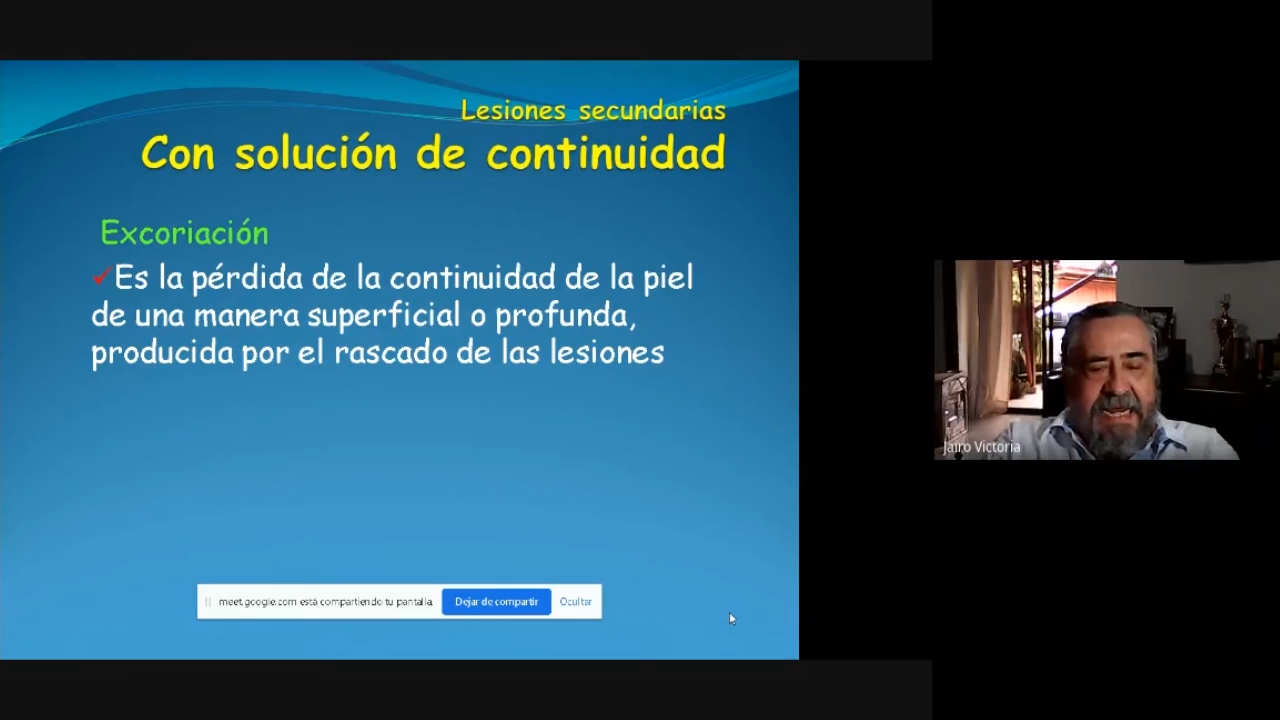 Lesiones secundarias
Con solución de continuidad
Excoriación
Es la pérdida de la continuidad de la piel
de una manera superficial o profunda,
producida por el rascado de las lesiones
meet.google.com está compartiendo tu pantalla.
Dejar de compartir
Ocultar
Jairo Victoria